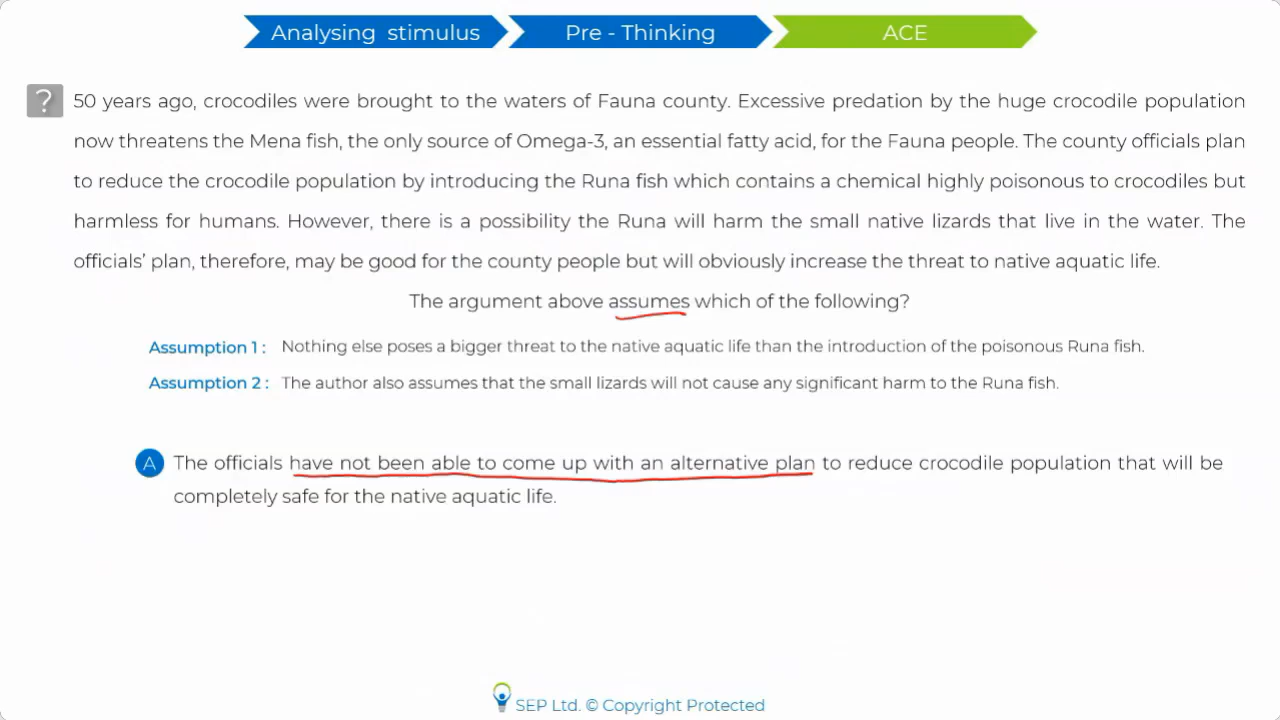 Analysing stimulus
Pre - Thinking
ACE
?
50 years ago, crocodiles were brought to the waters of Fauna county. Excessive predation by the huge crocodile population
now threatens the Mena fish, the only source of Omega-3, an essential fatty acid, for the Fauna people. The county officials plan
to reduce the crocodile population by introducing the Runa fish which contains a chemical highly poisonous to crocodiles but
harmless for humans. However, there is a possibility the Runa will harm the small native lizards that live in the water. The
officials’ plan, therefore, may be good for the county people but will obviously increase the threat to native aquatic life.
The argument above assumes which of the following?
Assumption 1 : Nothing else poses a bigger threat to the native aquatic life than the introduction of the poisonous Runa fish.
Assumption 2 : The author also assumes that the small lizards will not cause any significant harm to the Runa fish.
A The officials have not been able to come up with an alternative plan to reduce crocodile population that will be
completely safe for the native aquatic life.
SEP Ltd. © Copyright Protected